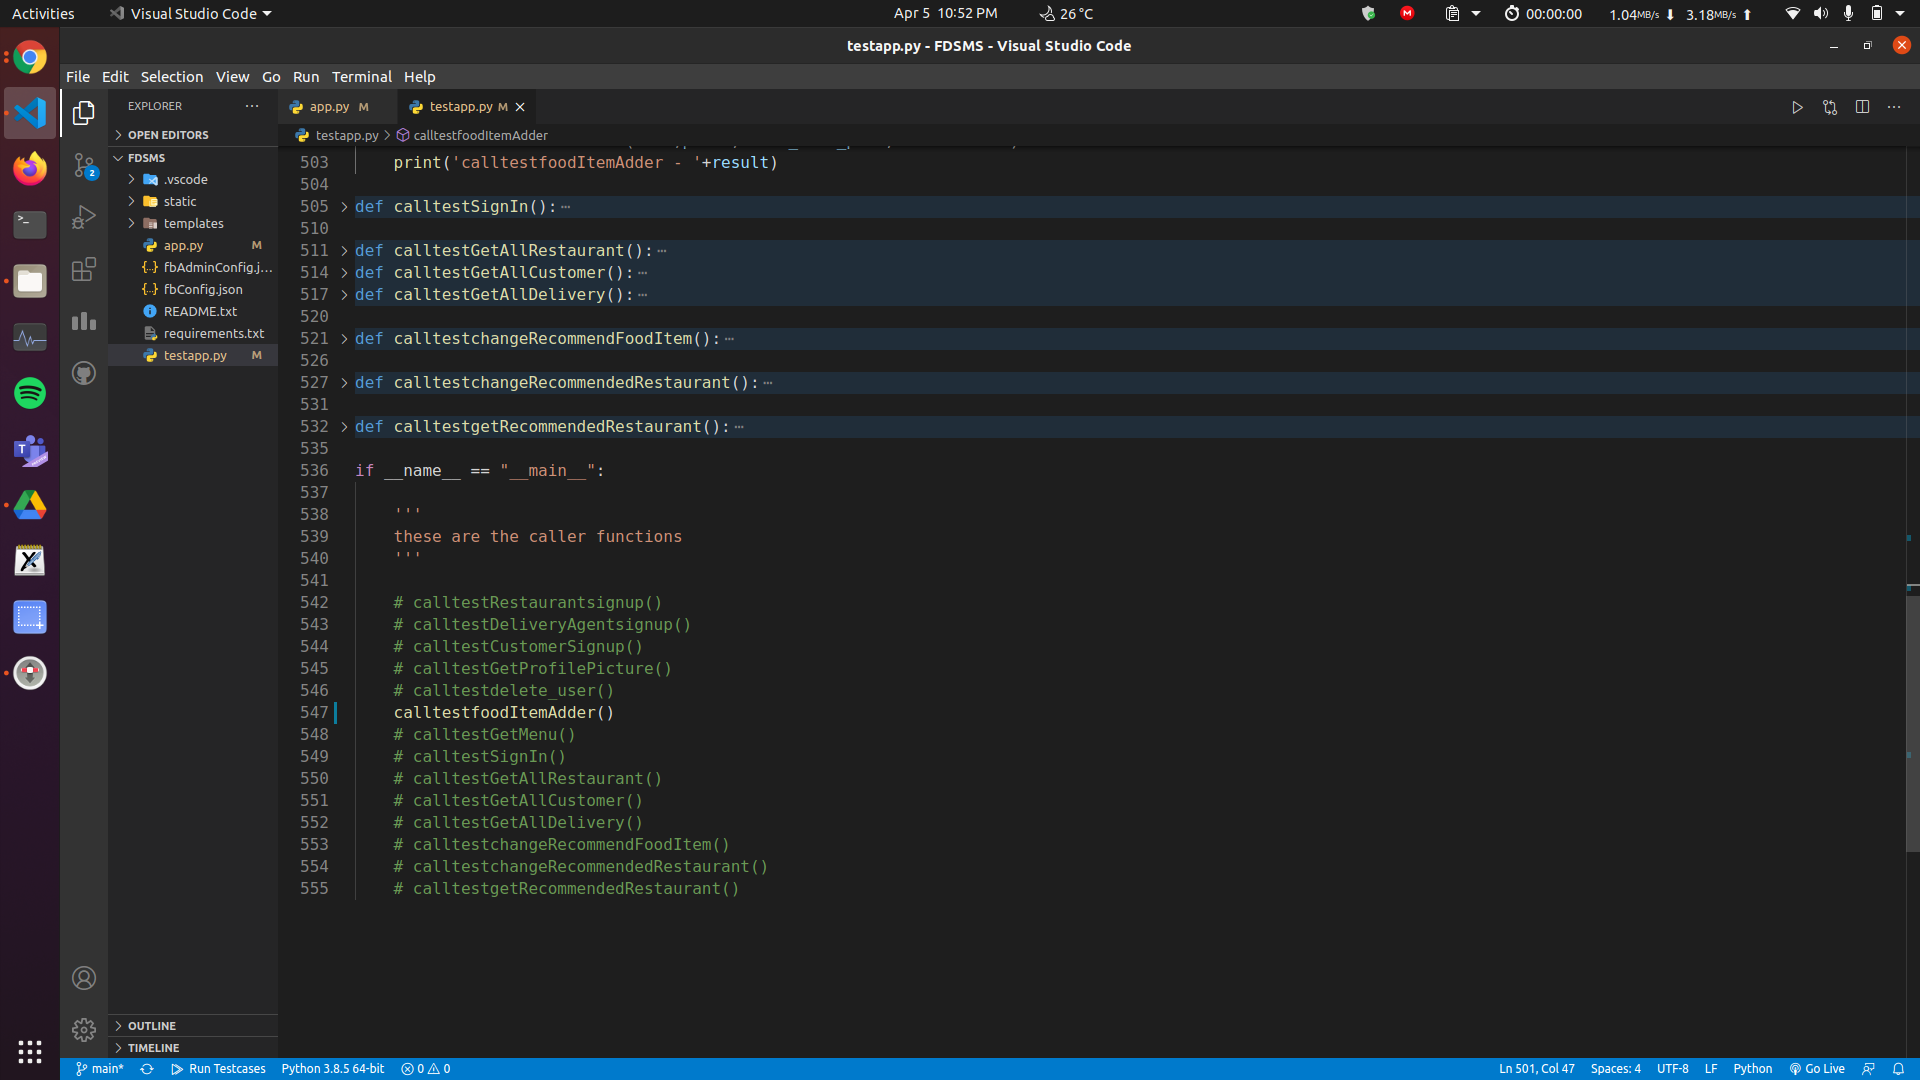 Activities
Visual Studio Code
Apr 5 10:52 PM
26 °C
00:00:00
1.04MB/s
3.18MB/s
testapp.py - FDSMS - Visual Studio Code
File Edit Selection View Go Run Terminal Help
EXPLORER
OPEN EDITORS
FDSMS
.vscode
static
templates
app.py M
fbAdminConfig.j...
fbConfig.json
README.txt
requirements.txt
testapp.py M
OUTLINE
TIMELINE
2
app.py M
testapp.py M
testapp.py > calltestfoodItemAdder
503 print('calltestfoodItemAdder - '+result)
504
505 def calltestSignIn():
510
511 def calltestGetAllRestaurant():
514 def calltestGetAllCustomer():
517 def calltestGetAllDelivery():
520
521 def calltestchangeRecommendFoodItem():
526
527 def calltestchangeRecommendedRestaurant():
531
532 def calltestgetRecommendedRestaurant():
535
536 if __name__ == "__main__":
537
538 '''
539 these are the caller functions
540 '''
541
542 # calltestRestaurantsignup()
543 # calltestDeliveryAgentsignup()
544 # calltestCustomerSignup()
545 # calltestGetProfilePicture()
546 # calltestdelete_user()
547 calltestfoodItemAdder()
548 # calltestGetMenu()
549 # calltestSignIn()
550 # calltestGetAllRestaurant()
551 # calltestGetAllCustomer()
552 # calltestGetAllDelivery()
553 # calltestchangeRecommendFoodItem()
554 # calltestchangeRecommendedRestaurant()
555 # calltestgetRecommendedRestaurant()
main*
Run Testcases
Python 3.8.5 64-bit
0 0
Ln 501, Col 47
Spaces: 4
UTF-8
LF
Python
Go Live